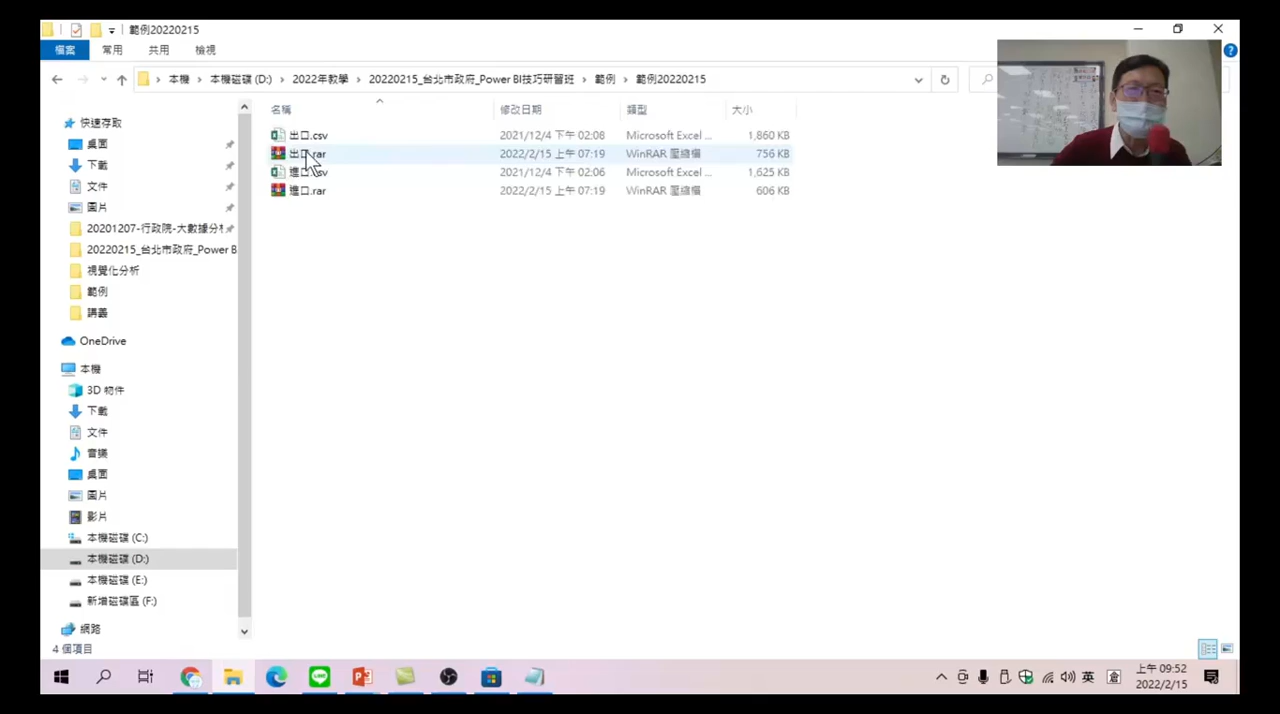 範例20220215
檔案 常用 共用 檢視
本機 › 本機磁碟 (D:) › 2022年教學 › 20220215_台北市政府_Power BI技巧研習班 › 範例 › 範例20220215
名稱 修改日期 類型 大小
出口.csv 2021/12/4 下午 02:08 Microsoft Excel ... 1,860 KB
出口.rar 2022/2/15 上午 07:19 WinRAR 壓縮檔 756 KB
進口.csv 2021/12/4 下午 02:06 Microsoft Excel ... 1,625 KB
進口.rar 2022/2/15 上午 07:19 WinRAR 壓縮檔 606 KB
快速存取
桌面
下載
文件
圖片
20201207-行政院-大數據分
20220215_台北市政府_Power B
視覺化分析
範例
講義
OneDrive
本機
3D 物件
下載
文件
音樂
桌面
圖片
影片
本機磁碟 (C:)
本機磁碟 (D:)
本機磁碟 (E:)
新增磁碟區 (F:)
網路
4 個項目
英 倉 上午 09:52
2022/2/15